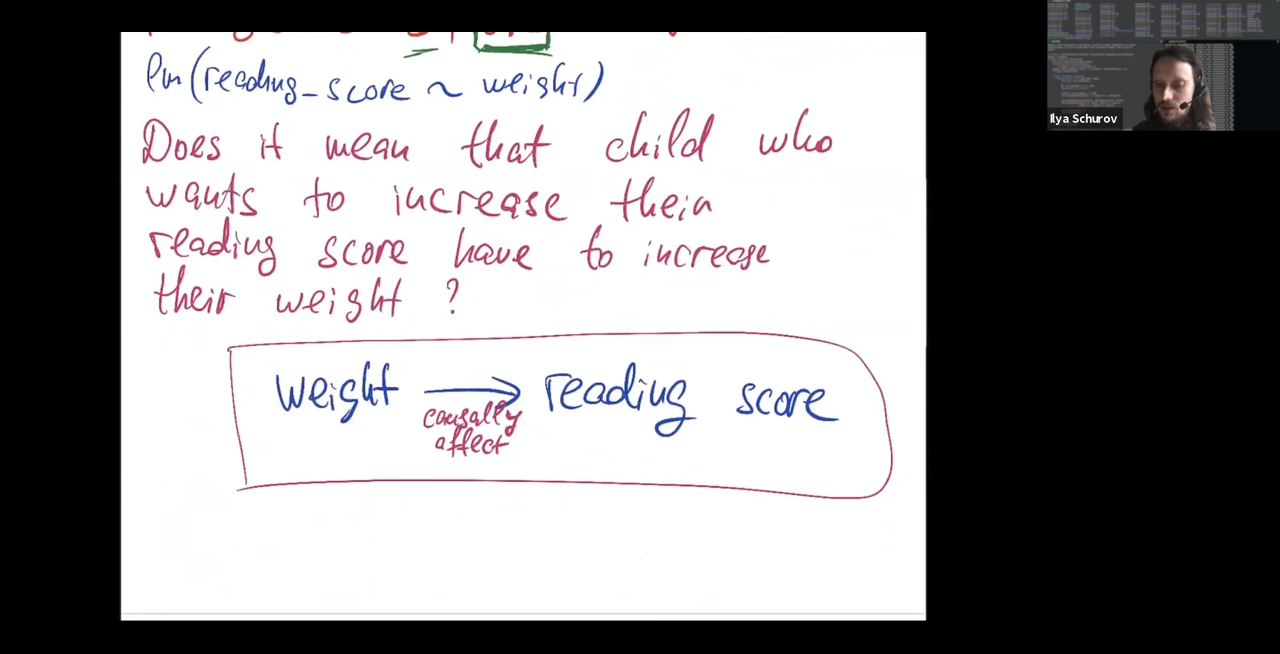 lm(reading_score ~ weight)
Does it mean that child who
wants to increase their
reading score have to increase
their weight ?
weight → reading score
causally
affect
Ilya Schurov